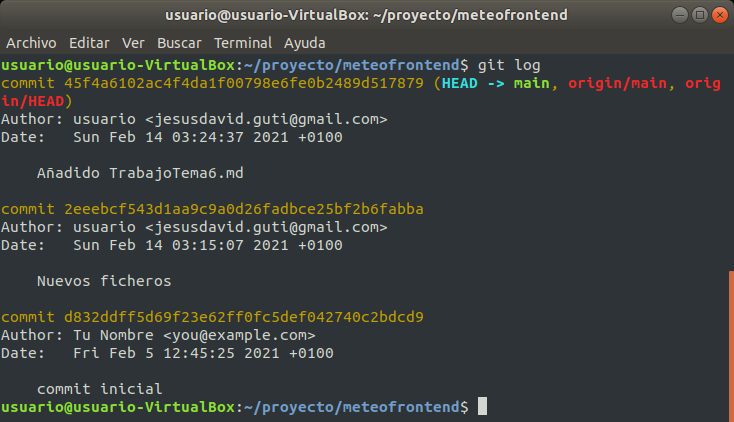 usuario@usuario-VirtualBox: ~/proyecto/meteofrontend
Archivo Editar Ver Buscar Terminal Ayuda
usuario@usuario-VirtualBox:~/proyecto/meteofrontend$ git log
commit 45f4a6102ac4f4da1f00798e6fe0b2489d517879 (HEAD -> main, origin/main, orig
in/HEAD)
Author: usuario <jesusdavid.guti@gmail.com>
Date:   Sun Feb 14 03:24:37 2021 +0100
    Añadido TrabajoTema6.md
commit 2eeebcf543d1aa9c9a0d26fadbce25bf2b6fabba
Author: usuario <jesusdavid.guti@gmail.com>
Date:   Sun Feb 14 03:15:07 2021 +0100
    Nuevos ficheros
commit d832ddff5d69f23e62ff0fc5def042740c2bdcd9
Author: Tu Nombre <you@example.com>
Date:   Fri Feb 5 12:45:25 2021 +0100
    commit inicial
usuario@usuario-VirtualBox:~/proyecto/meteofrontend$